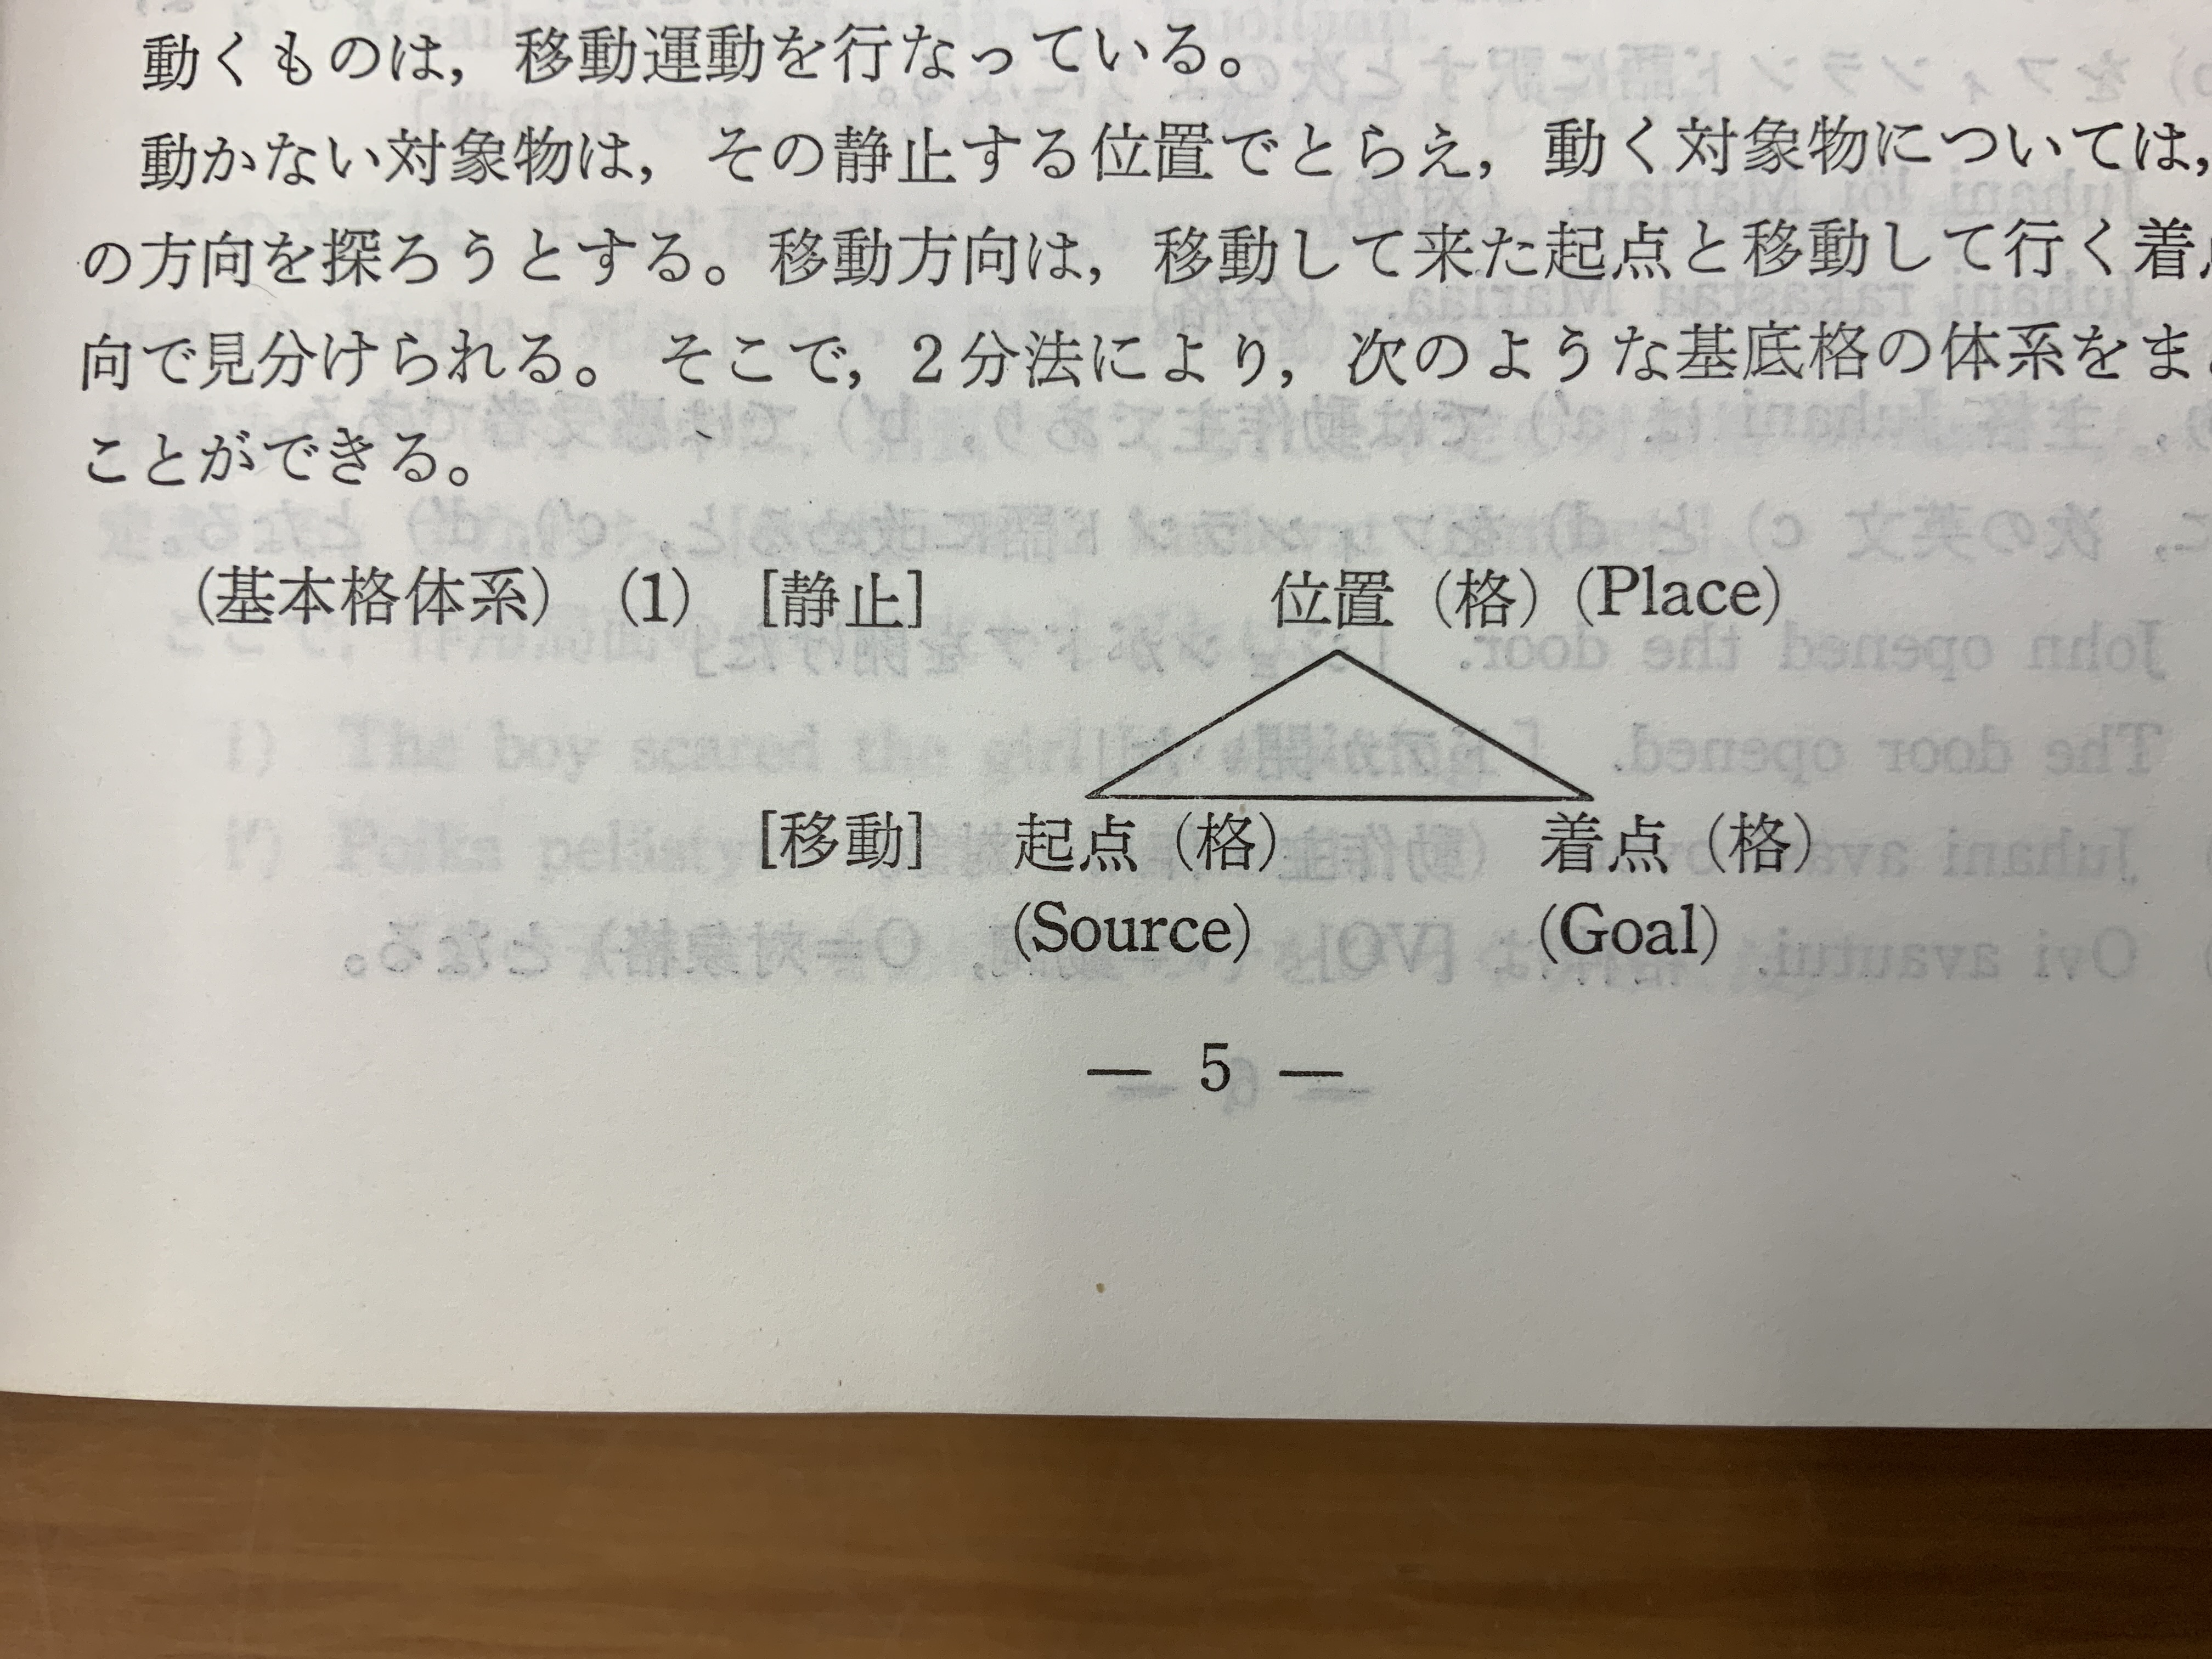 動くものは，移動運動を行なっている。
動かない対象物は，その静止する位置でとらえ，動く対象物については，
の方向を探ろうとする。移動方向は，移動して来た起点と移動して行く着
向で見分けられる。そこで，2分法により，次のような基底格の体系をま
ことができる。
（基本格体系）（1）［静止］ 位置（格）(Place)
［移動］ 起点（格） 着点（格）
(Source) (Goal)
— 5 —